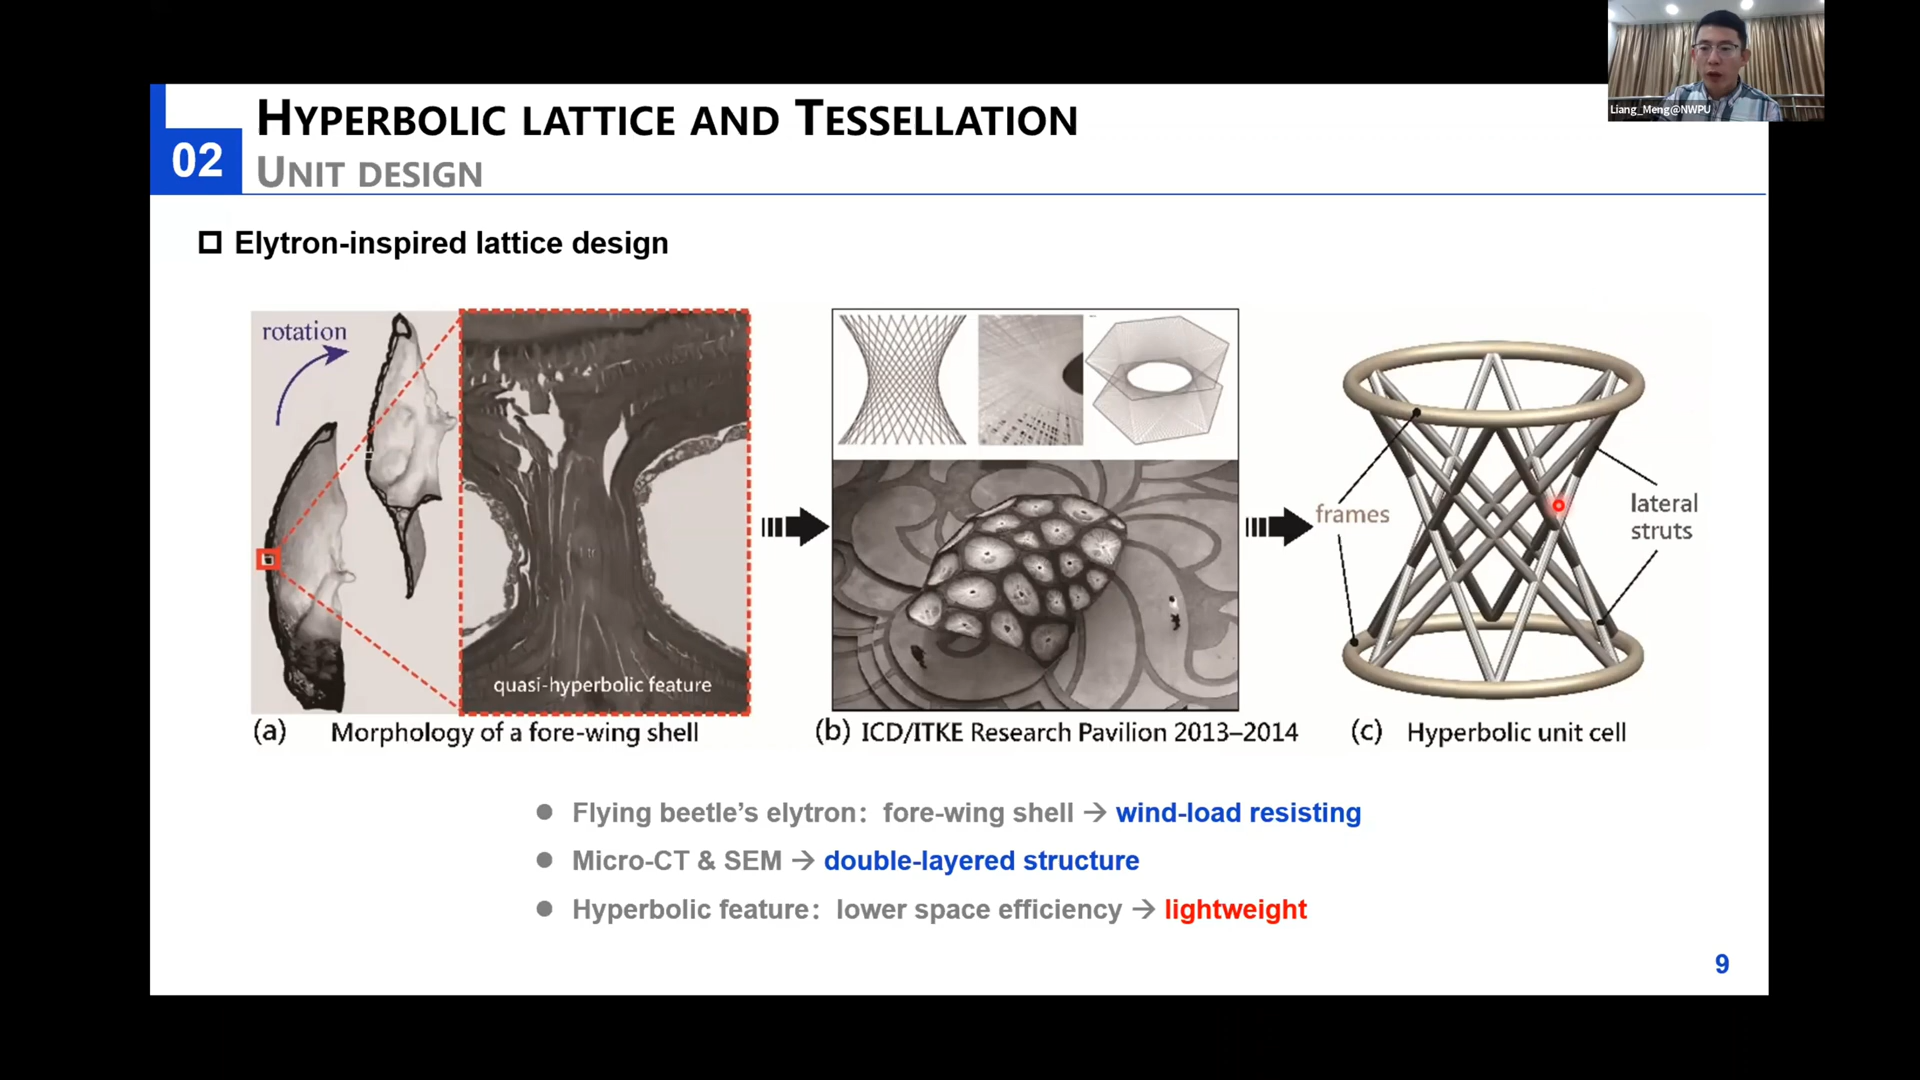 Liang_Meng@NWPU
02
HYPERBOLIC LATTICE AND TESSELLATION
UNIT DESIGN
Elytron-inspired lattice design
rotation
quasi-hyperbolic feature
frames
lateral
struts
(a) Morphology of a fore-wing shell
(b) ICD/ITKE Research Pavilion 2013–2014
(c) Hyperbolic unit cell
● Flying beetle’s elytron: fore-wing shell → wind-load resisting
● Micro-CT & SEM → double-layered structure
● Hyperbolic feature: lower space efficiency → lightweight
9